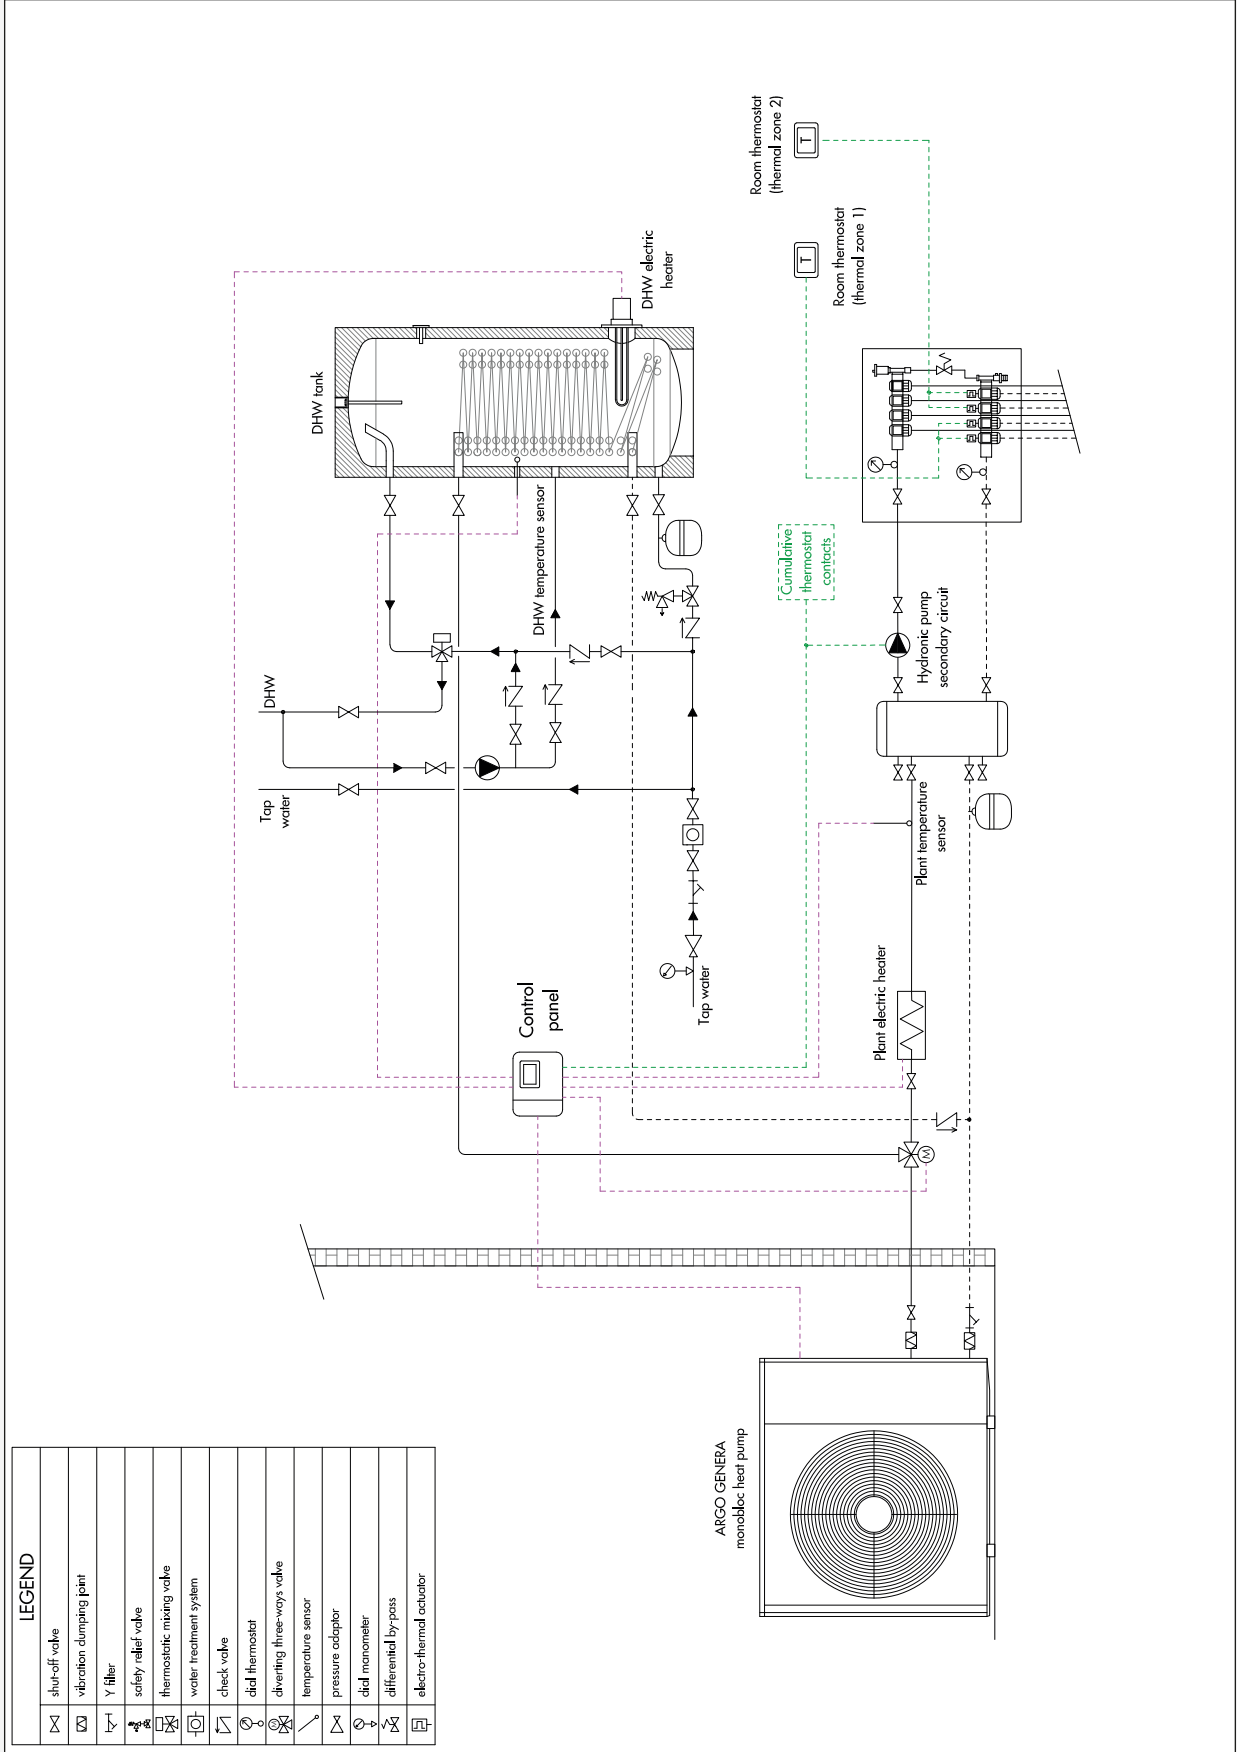 LEGEND
shut-off valve
vibration dumping joint
Y filter
safety relief valve
thermostatic mixing valve
water treatment system
check valve
dial thermostat
M
diverting three-ways valve
temperature sensor
pressure adaptor
dial manometer
differential by-pass
electro-thermal actuator
Tap
water
DHW
DHW tank
DHW temperature sensor
DHW electric
heater
Control
panel
Tap water
Room thermostat
(thermal zone 2)
T
Room thermostat
(thermal zone 1)
T
Cumulative
thermostat
contacts
ARGO GENERA
monobloc heat pump
M
Plant electric heater
Plant temperature
sensor
Hydronic pump
secondary circuit